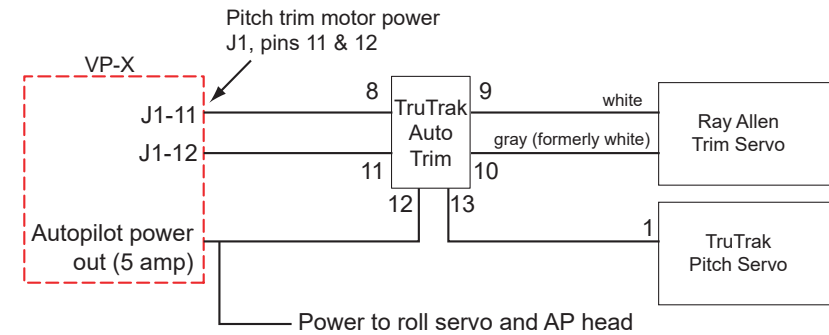 Pitch trim motor power
J1, pins 11 & 12
VP-X
J1-11
J1-12
Autopilot power
out (5 amp)
8
11
TruTrak
Auto
Trim
9
10
12
13
white
gray (formerly white)
Ray Allen
Trim Servo
1
TruTrak
Pitch Servo
Power to roll servo and AP head